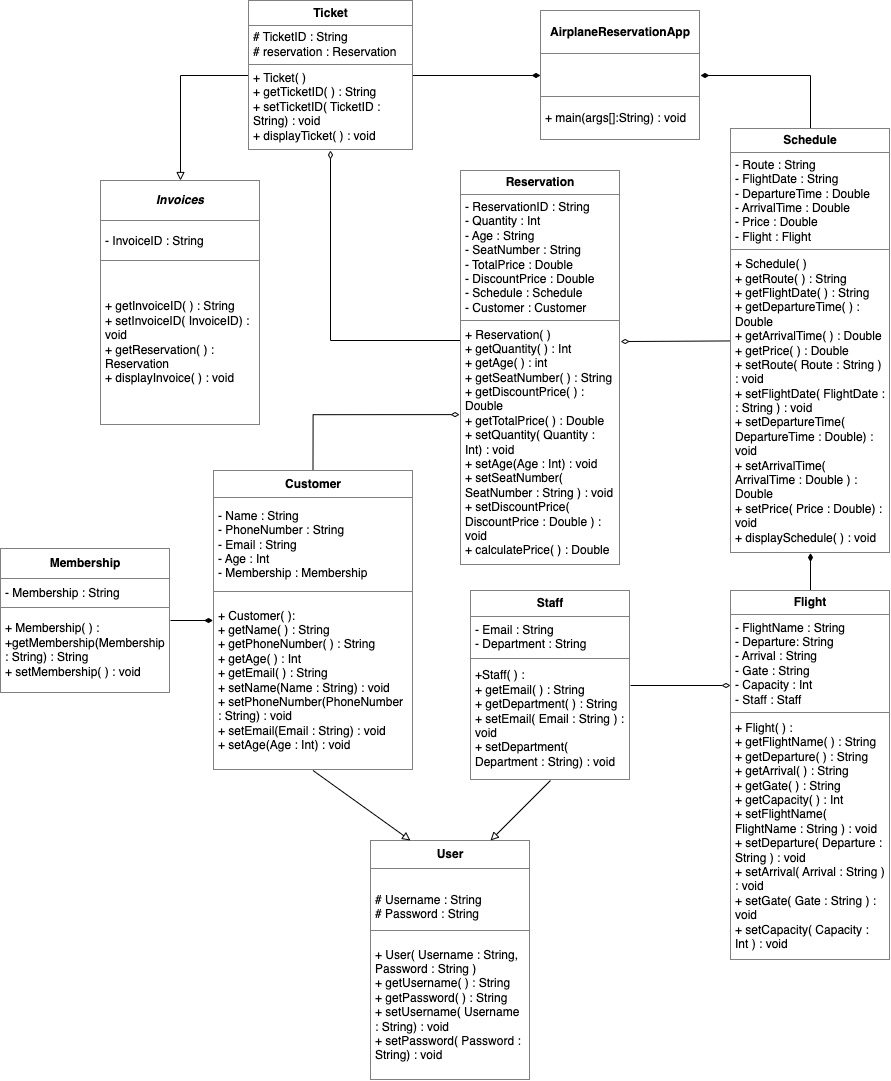 Ticket
# TicketID : String
# reservation : Reservation
+ Ticket( )
+ getTicketID( ) : String
+ setTicketID( TicketID :
String) : void
+ displayTicket( ) : void
AirplaneReservationApp
+ main(args[]:String) : void
Schedule
- Route : String
- FlightDate : String
- DepartureTime : Double
- ArrivalTime : Double
- Price : Double
- Flight : Flight
+ Schedule( )
+ getRoute( ) : String
+ getFlightDate( ) : String
+ getDepartureTime( ) :
Double
+ getArrivalTime( ) : Double
+ getPrice( ) : Double
+ setRoute( Route : String )
: void
+ setFlightDate( FlightDate :
: String ) : void
+ setDepartureTime(
DepartureTime : Double) :
void
+ setArrivalTime(
ArrivalTime : Double ) :
Double
+ setPrice( Price : Double) :
void
+ displaySchedule( ) : void
Invoices
- InvoiceID : String
+ getInvoiceID( ) : String
+ setInvoiceID( InvoiceID) :
void
+ getReservation( ) :
Reservation
+ displayInvoice( ) : void
Reservation
- ReservationID : String
- Quantity : Int
- Age : String
- SeatNumber : String
- TotalPrice : Double
- DiscountPrice : Double
- Schedule : Schedule
- Customer : Customer
+ Reservation( )
+ getQuantity( ) : Int
+ getAge( ) : int
+ getSeatNumber( ) : String
+ getDiscountPrice( ) :
Double
+ getTotalPrice( ) : Double
+ setQuantity( Quantity :
Int) : void
+ setAge(Age : Int) : void
+ setSeatNumber(
SeatNumber : String ) : void
+ setDiscountPrice(
DiscountPrice : Double ) :
void
+ calculatePrice( ) : Double
Customer
- Name : String
- PhoneNumber : String
- Email : String
- Age : Int
- Membership : Membership
+ Customer( ):
+ getName( ) : String
+ getPhoneNumber( ) : String
+ getAge( ) : Int
+ getEmail( ) : String
+ setName(Name : String) : void
+ setPhoneNumber(PhoneNumber
: String) : void
+ setEmail(Email : String) : void
+ setAge(Age : Int) : void
Membership
- Membership : String
+ Membership( ) :
+getMembership(Membership
: String) : String
+ setMembership( ) : void
Staff
- Email : String
- Department : String
+Staff( ) :
+ getEmail( ) : String
+ getDepartment( ) : String
+ setEmail( Email : String ) :
void
+ setDepartment(
Department : String) : void
Flight
- FlightName : String
- Departure: String
- Arrival : String
- Gate : String
- Capacity : Int
- Staff : Staff
+ Flight( ) :
+ getFlightName( ) : String
+ getDeparture( ) : String
+ getArrival( ) : String
+ getGate( ) : String
+ getCapacity( ) : Int
+ setFlightName(
FlightName : String ) : void
+ setDeparture( Departure :
String ) : void
+ setArrival( Arrival : String )
: void
+ setGate( Gate : String ) :
void
+ setCapacity( Capacity :
Int ) : void
User
# Username : String
# Password : String
+ User( Username : String,
Password : String )
+ getUsername( ) : String
+ getPassword( ) : String
+ setUsername( Username
: String) : void
+ setPassword( Password :
String) : void